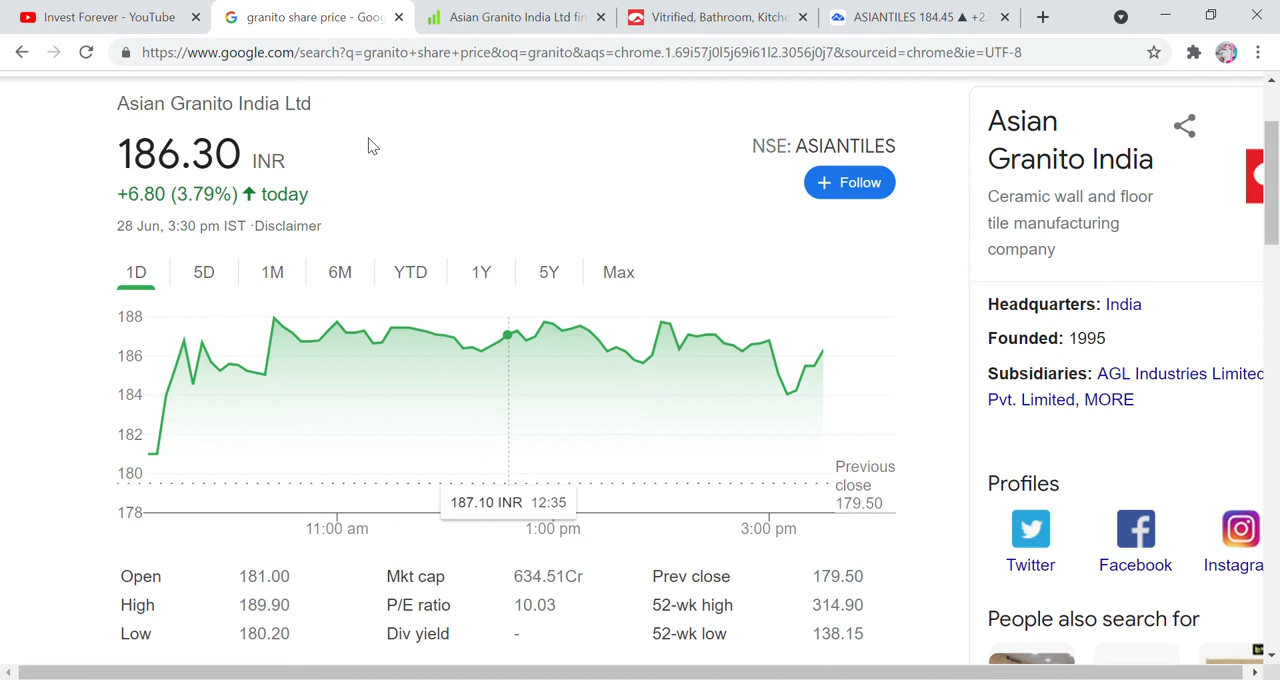 Invest Forever - YouTube
granito share price - Goog
Asian Granito India Ltd fin
Vitrified, Bathroom, Kitche
ASIANTILES 184.45 ▲ +2.
https://www.google.com/search?q=granito+share+price&oq=granito&aqs=chrome.1.69i57j0l5j69i61l2.3056j0j7&sourceid=chrome&ie=UTF-8
Asian Granito India Ltd
186.30 INR
+6.80 (3.79%) ↑ today
28 Jun, 3:30 pm IST ·Disclaimer
NSE: ASIANTILES
+ Follow
1D 5D 1M 6M YTD 1Y 5Y Max
188
186
184
182
180
178
Previous
close
179.50
187.10 INR 12:35
11:00 am 1:00 pm 3:00 pm
Open 181.00 Mkt cap 634.51Cr Prev close 179.50
High 189.90 P/E ratio 10.03 52-wk high 314.90
Low 180.20 Div yield - 52-wk low 138.15
Asian
Granito India
Ceramic wall and floor
tile manufacturing
company
Headquarters: India
Founded: 1995
Subsidiaries: AGL Industries Limited
Pvt. Limited, MORE
Profiles
Twitter Facebook Instagra
People also search for